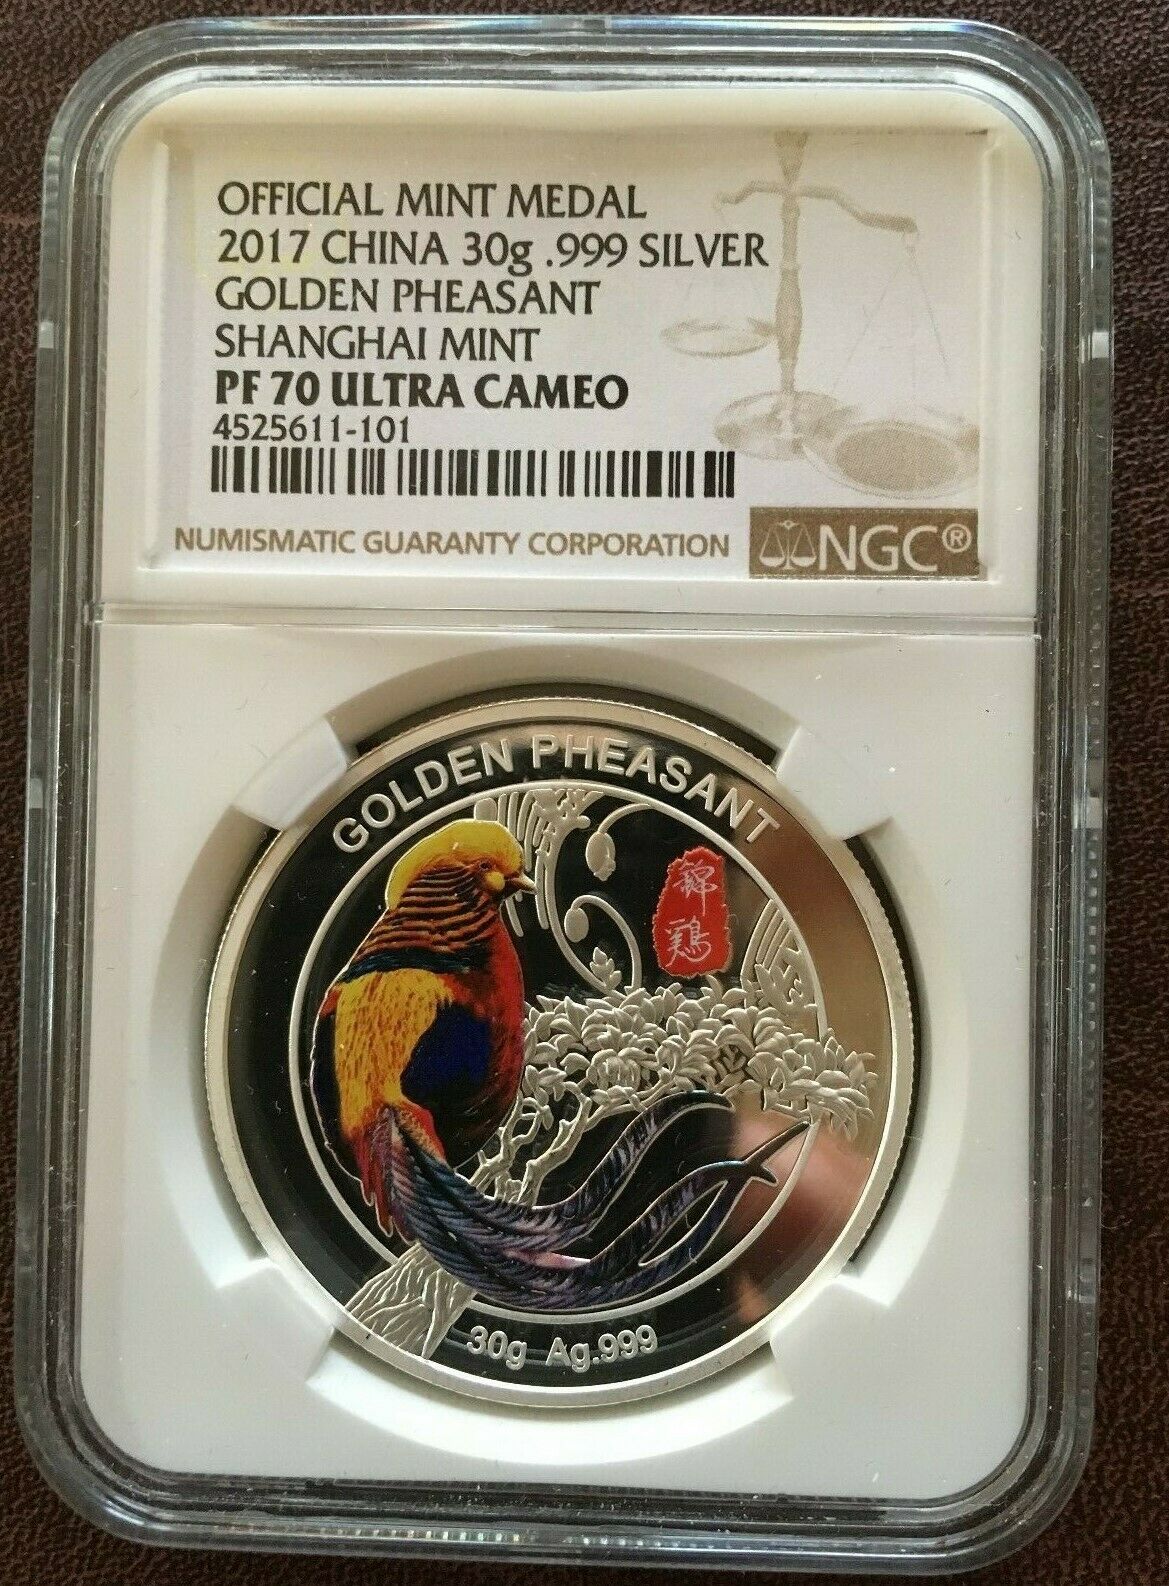 OFFICIAL MINT MEDAL
2017 CHINA 30g .999 SILVER
GOLDEN PHEASANT
SHANGHAI MINT
PF 70 ULTRA CAMEO
4525611-101
NUMISMATIC GUARANTY CORPORATION
NGC®
GOLDEN PHEASANT
錦
鷄
30g Ag.999